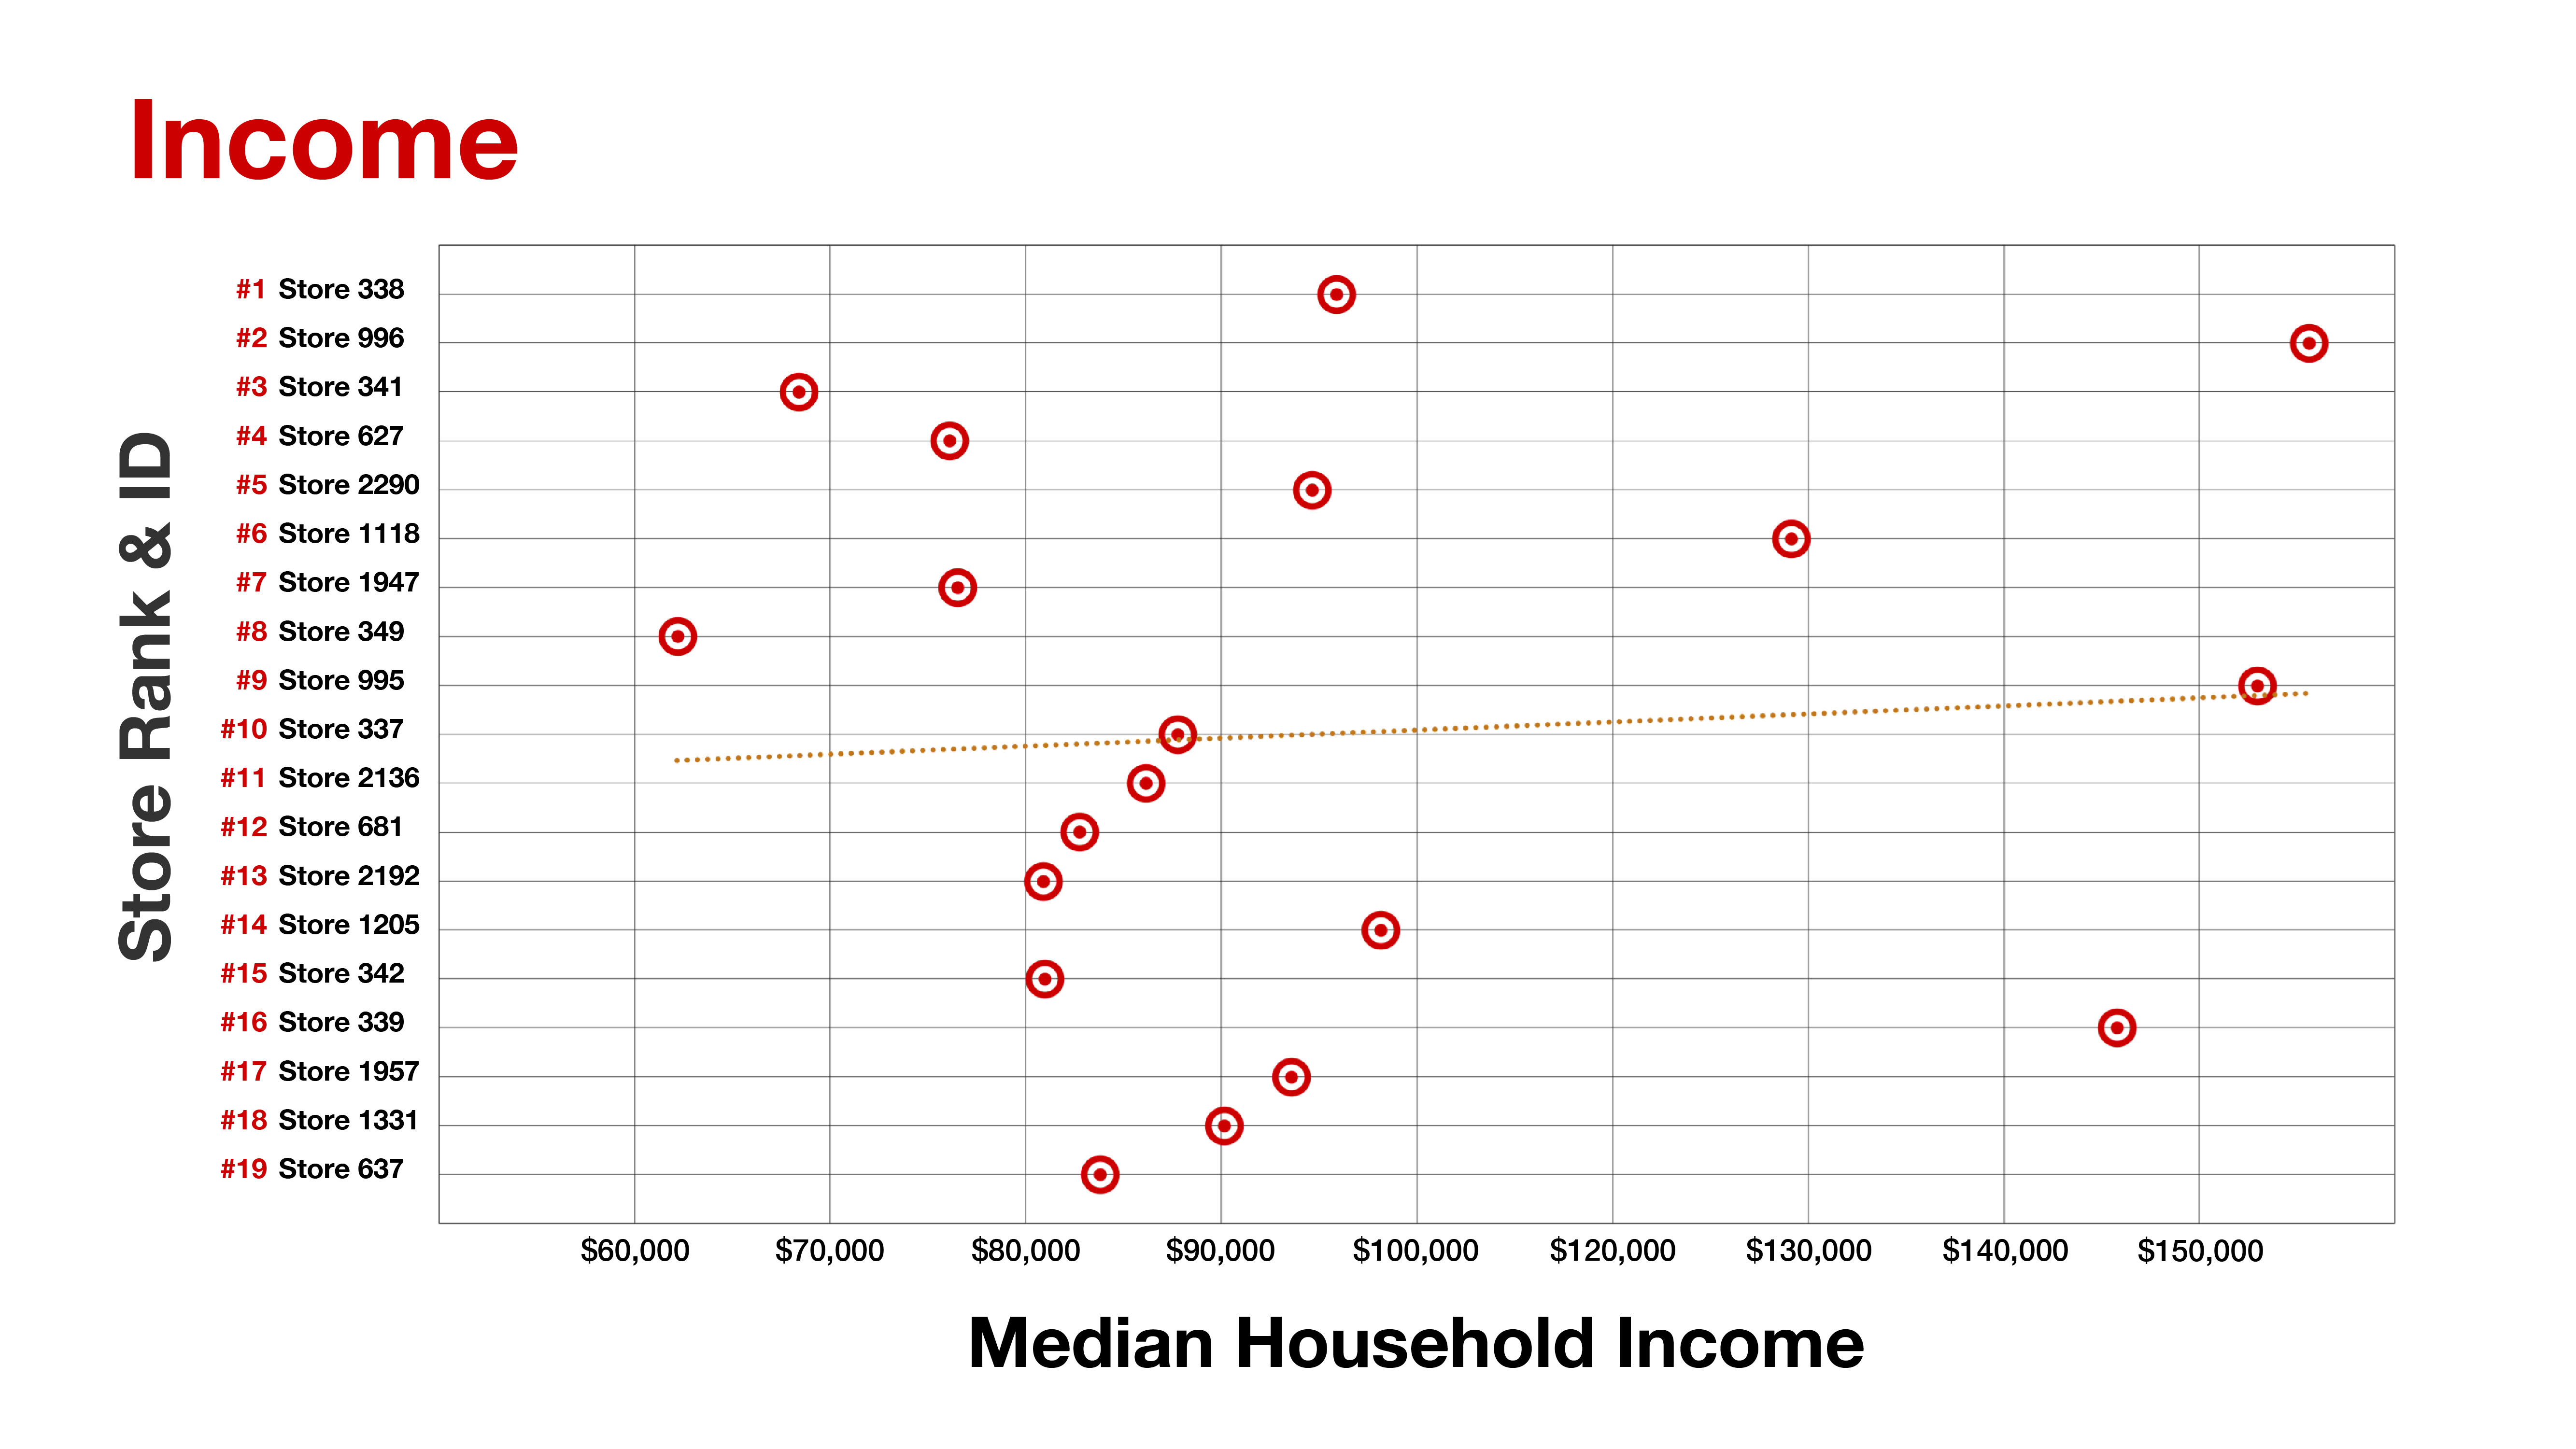 Income
Store Rank & ID
#1 Store 338
#2 Store 996
#3 Store 341
#4 Store 627
#5 Store 2290
#6 Store 1118
#7 Store 1947
#8 Store 349
#9 Store 995
#10 Store 337
#11 Store 2136
#12 Store 681
#13 Store 2192
#14 Store 1205
#15 Store 342
#16 Store 339
#17 Store 1957
#18 Store 1331
#19 Store 637
$60,000 $70,000 $80,000 $90,000 $100,000 $120,000 $130,000 $140,000 $150,000
Median Household Income